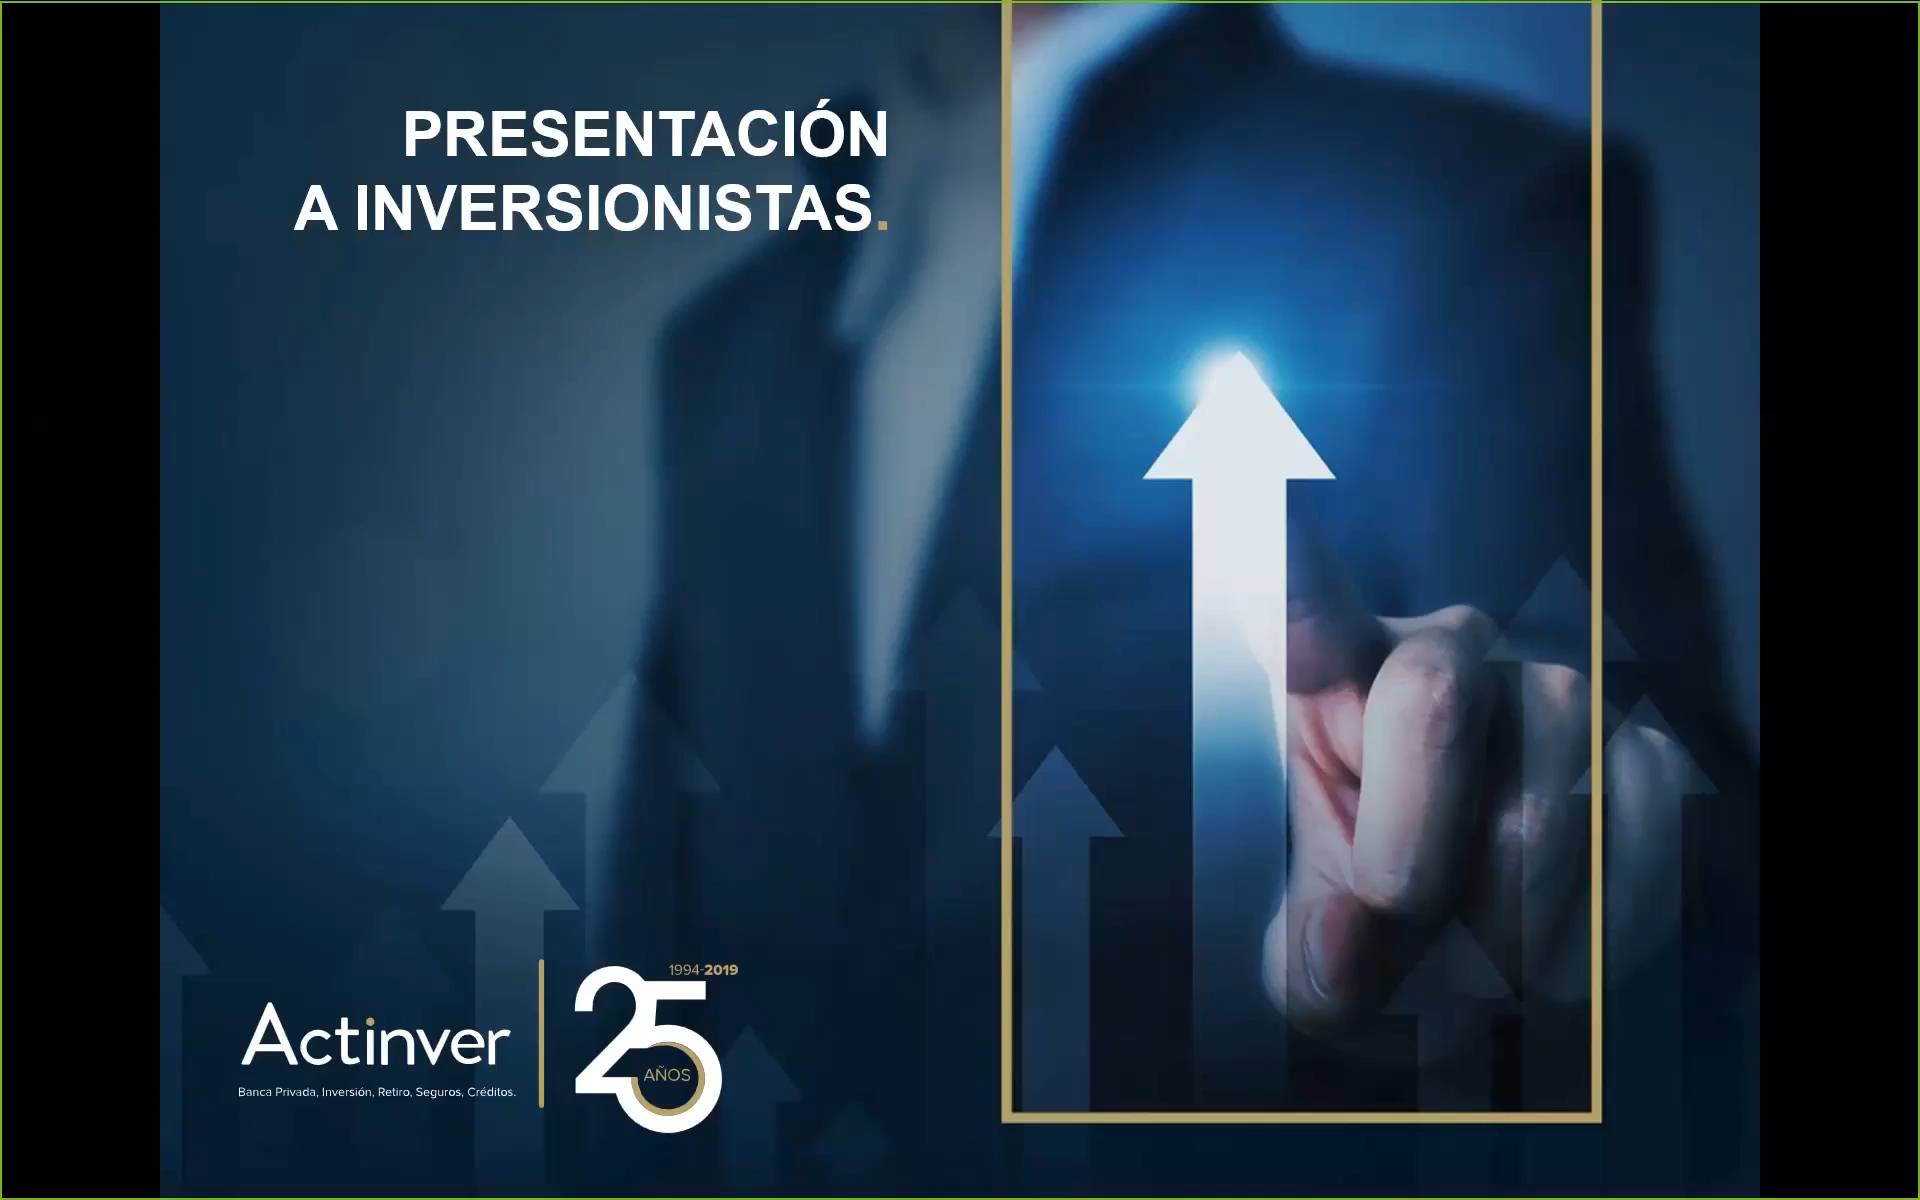 PRESENTACIÓN
A INVERSIONISTAS.
1994-2019
25
AÑOS
Actinver
Banca Privada, Inversión, Retiro, Seguros, Créditos.